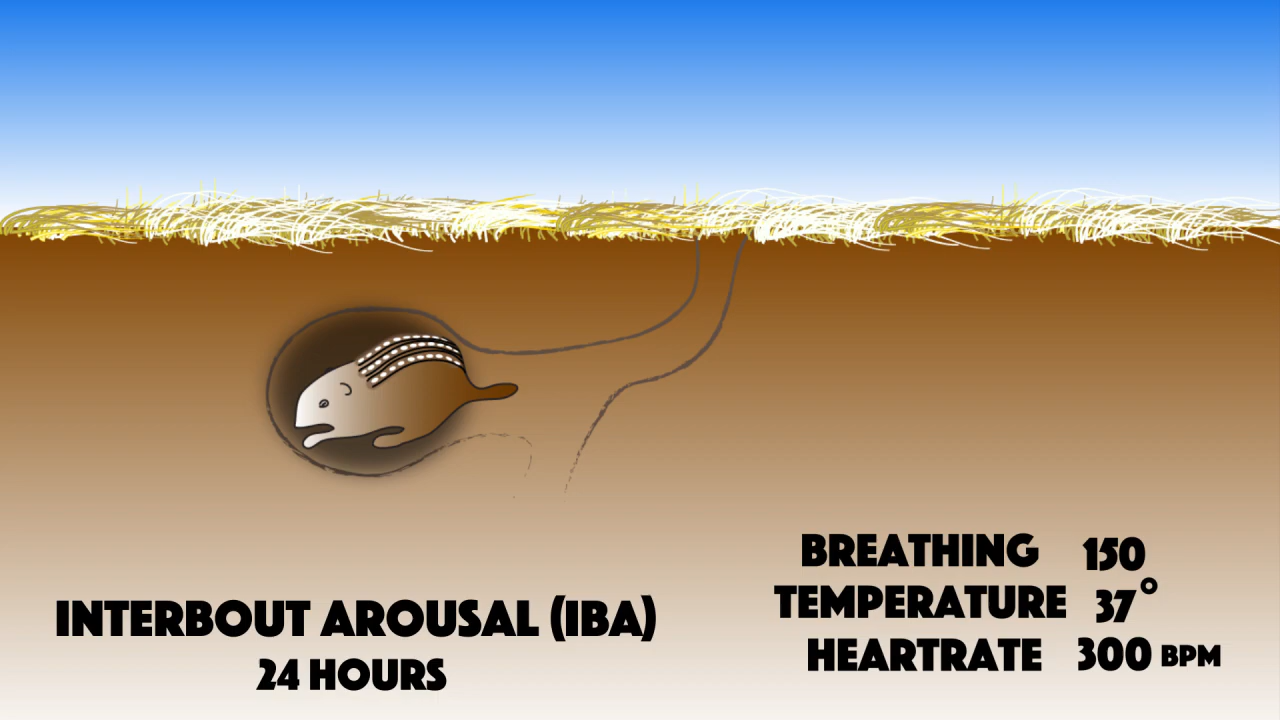 BREATHING 150
TEMPERATURE 37°
HEARTRATE 300 BPM
INTERBOUT AROUSAL (IBA)
24 HOURS